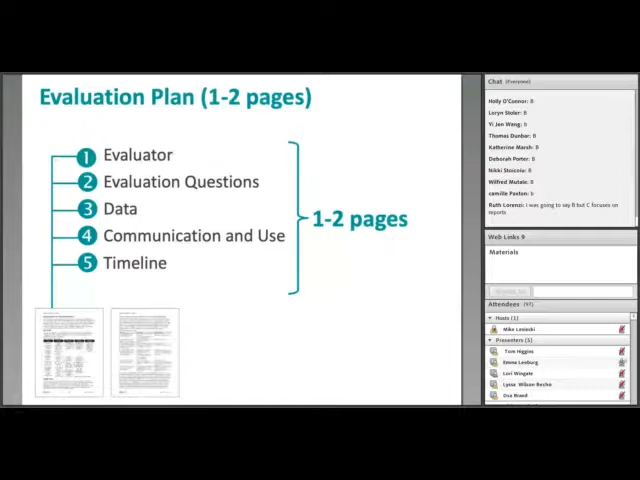 Evaluation Plan (1-2 pages)
1 Evaluator
2 Evaluation Questions
3 Data
4 Communication and Use
5 Timeline
1-2 pages
Chat (Everyone)
Holly O'Connor: B
Loryn Stoler: B
Yi Jen Wang: b
Thomas Dunbar: B
Katherine Marsh: B
Deborah Porter: B
Nikki Stoicoiu: B
Wilfred Mutale: B
camille Paxton: b
Ruth Lorenzi: I was going to say B but C focuses on
reports
Web Links 9
Materials
Attendees (97)
Hosts (1)
Mike Lesiecki
Presenters (5)
Tom Higgins
Emma Leeburg
Lori Wingate
Lyssa Wilson Becho
Osa Brand